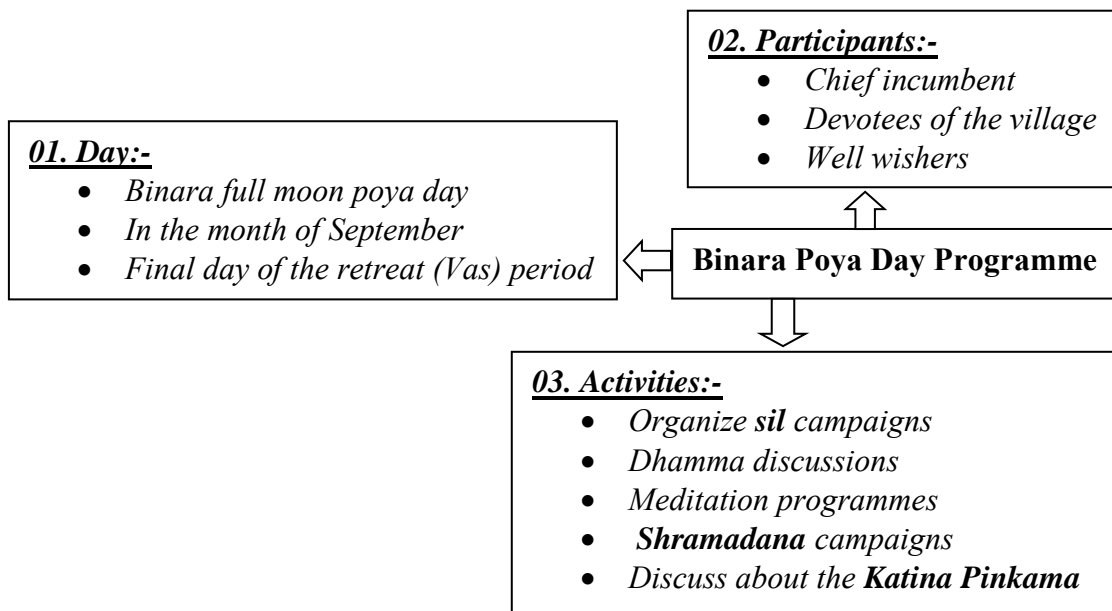 02. Participants:-
• Chief incumbent
• Devotees of the village
• Well wishers
01. Day:-
• Binara full moon poya day
• In the month of September
• Final day of the retreat (Vas) period
Binara Poya Day Programme
03. Activities:-
• Organize sil campaigns
• Dhamma discussions
• Meditation programmes
• Shramadana campaigns
• Discuss about the Katina Pinkama